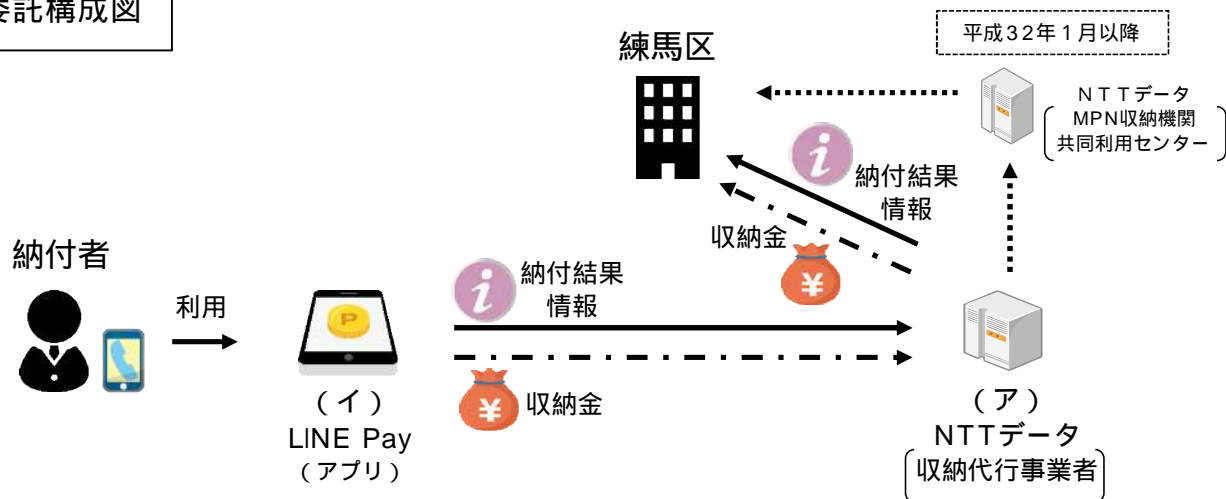 委託構成図
平成32年1月以降
練馬区
NTTデータ
MPN収納機関
共同利用センター
納付結果
情報
収納金
納付者
利用
納付結果
情報
収納金
(イ)
LINE Pay
(アプリ)
(ア)
NTTデータ
収納代行事業者